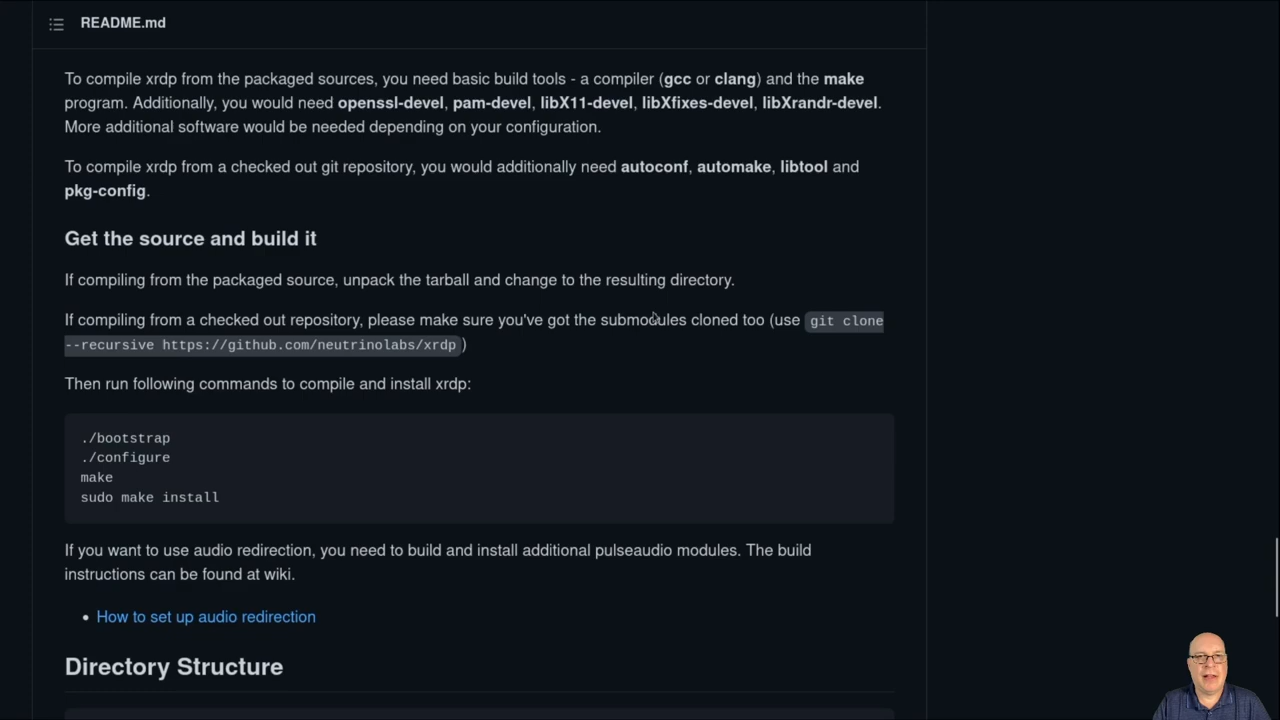 README.md
To compile xrdp from the packaged sources, you need basic build tools - a compiler (gcc or clang) and the make
program. Additionally, you would need openssl-devel, pam-devel, libX11-devel, libXfixes-devel, libXrandr-devel.
More additional software would be needed depending on your configuration.
To compile xrdp from a checked out git repository, you would additionally need autoconf, automake, libtool and
pkg-config.
Get the source and build it
If compiling from the packaged source, unpack the tarball and change to the resulting directory.
If compiling from a checked out repository, please make sure you've got the submodules cloned too (use git clone
--recursive https://github.com/neutrinolabs/xrdp )
Then run following commands to compile and install xrdp:
./bootstrap
./configure
make
sudo make install
If you want to use audio redirection, you need to build and install additional pulseaudio modules. The build
instructions can be found at wiki.
• How to set up audio redirection
Directory Structure